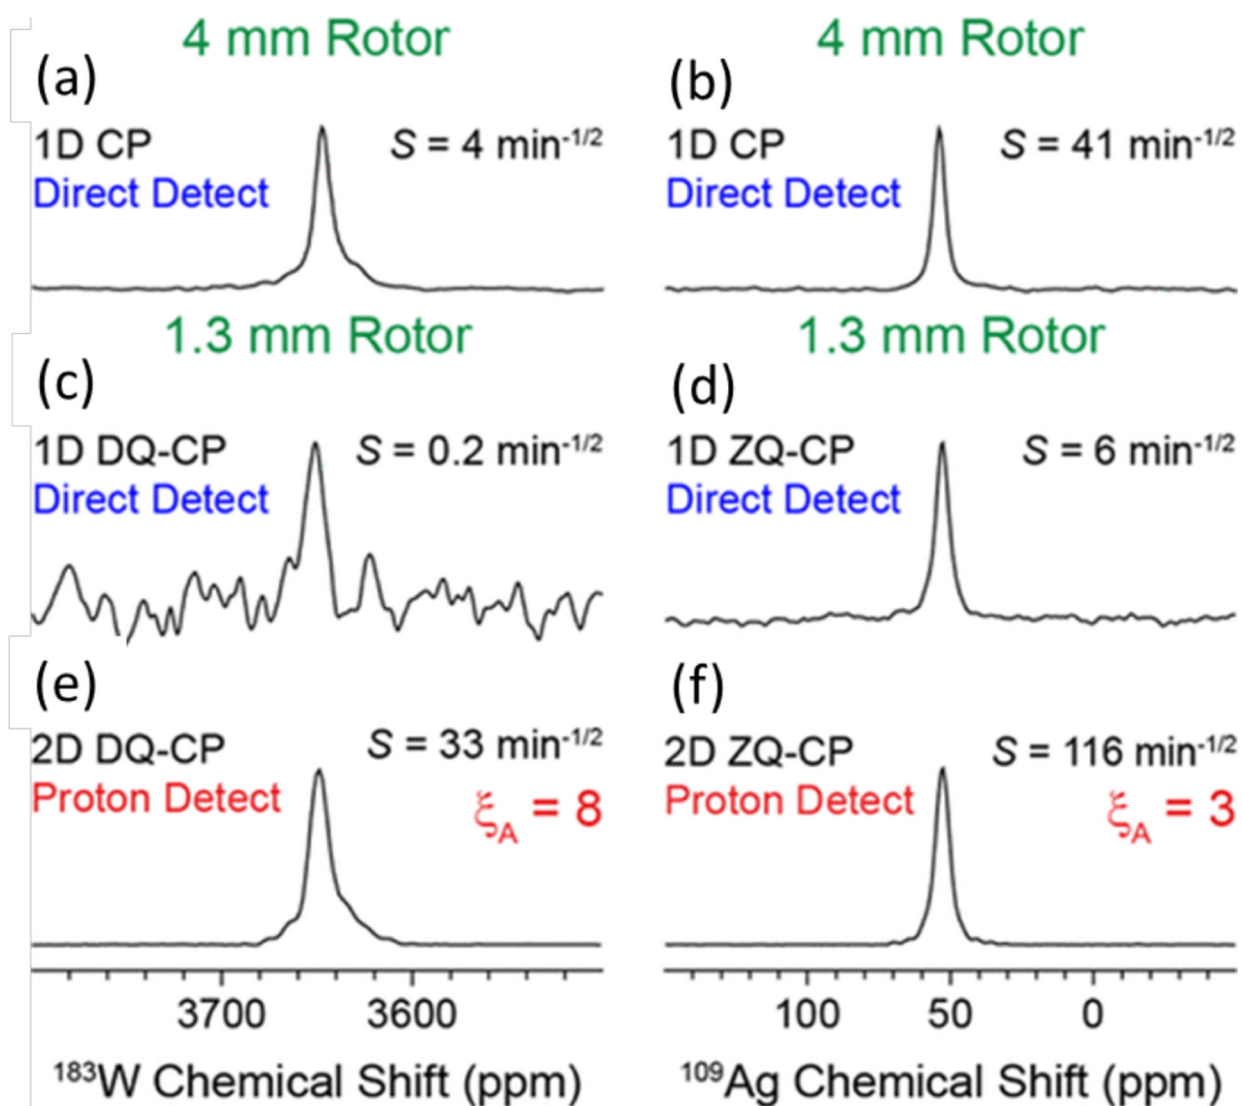 4 mm Rotor
(a)
1D CP
S = 4 min-1/2
Direct Detect
4 mm Rotor
(b)
1D CP
S = 41 min-1/2
Direct Detect
1.3 mm Rotor
(c)
1D DQ-CP
S = 0.2 min-1/2
Direct Detect
1.3 mm Rotor
(d)
1D ZQ-CP
S = 6 min-1/2
Direct Detect
(e)
2D DQ-CP
S = 33 min-1/2
Proton Detect
ξA = 8
3700 3600
183W Chemical Shift (ppm)
(f)
2D ZQ-CP
S = 116 min-1/2
Proton Detect
ξA = 3
100 50 0
109Ag Chemical Shift (ppm)